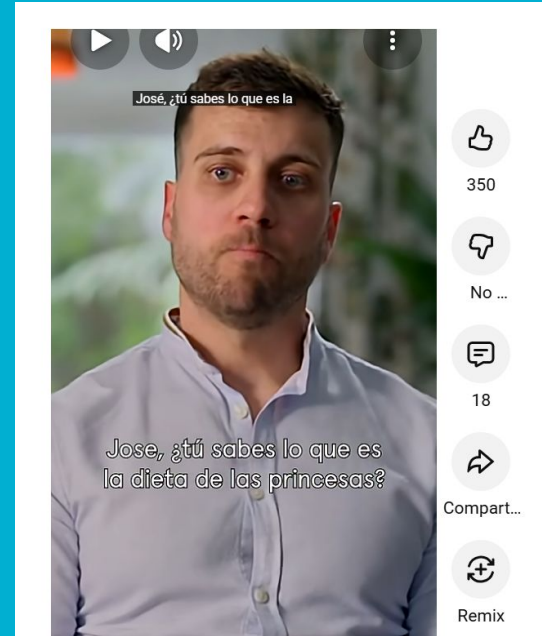 José, ¿tú sabes lo que es la
Jose, ¿tú sabes lo que es
la dieta de las princesas?
350
No ...
18
Compart...
Remix